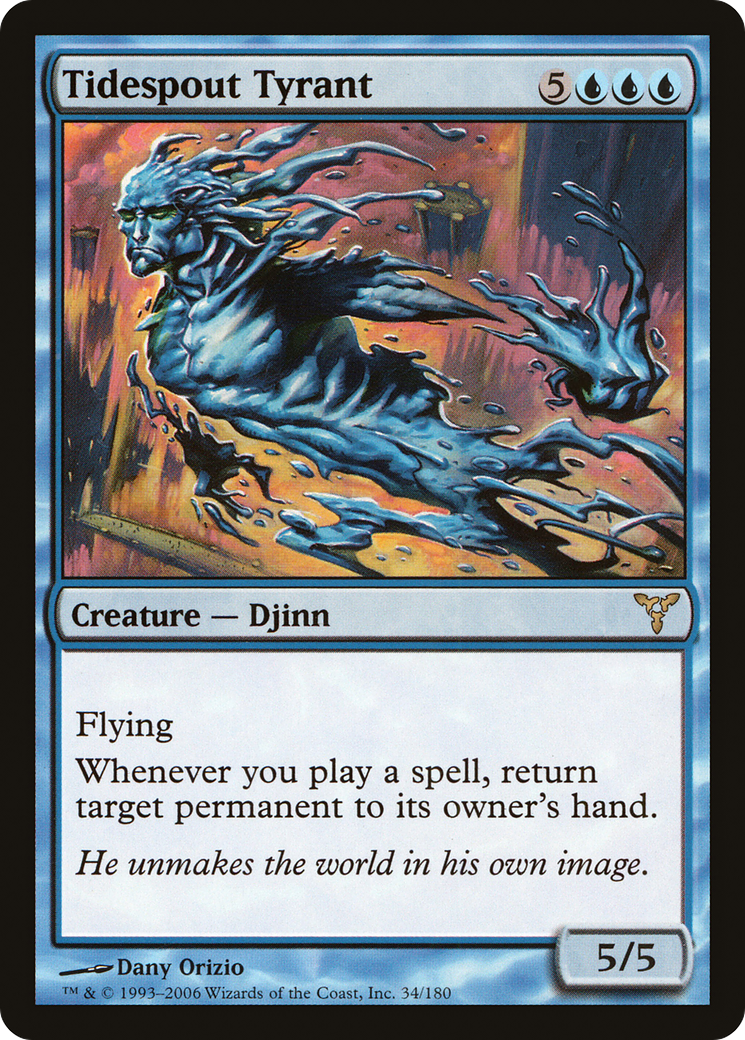 Tidespout Tyrant 5
Creature — Djinn
Flying
Whenever you play a spell, return
target permanent to its owner's hand.
He unmakes the world in his own image.
5/5
Dany Orizio
™ & © 1993–2006 Wizards of the Coast, Inc. 34/180